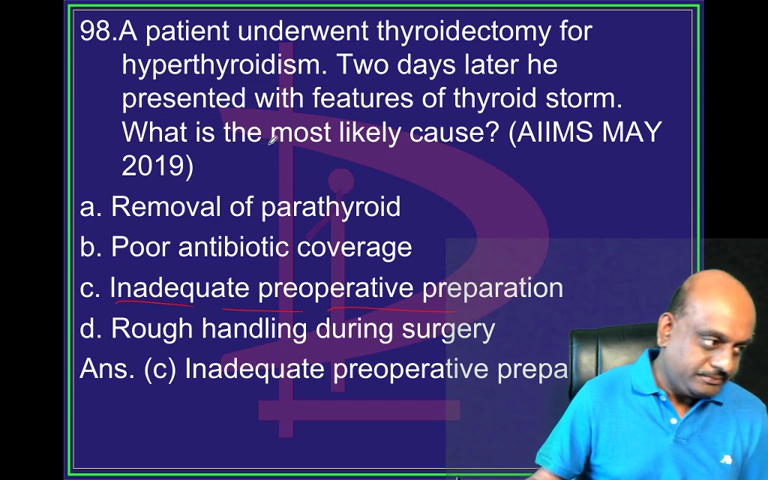 98.A patient underwent thyroidectomy for
hyperthyroidism. Two days later he
presented with features of thyroid storm.
What is the most likely cause? (AIIMS MAY
2019)
a. Removal of parathyroid
b. Poor antibiotic coverage
c. Inadequate preoperative preparation
d. Rough handling during surgery
Ans. (c) Inadequate preoperative prepa